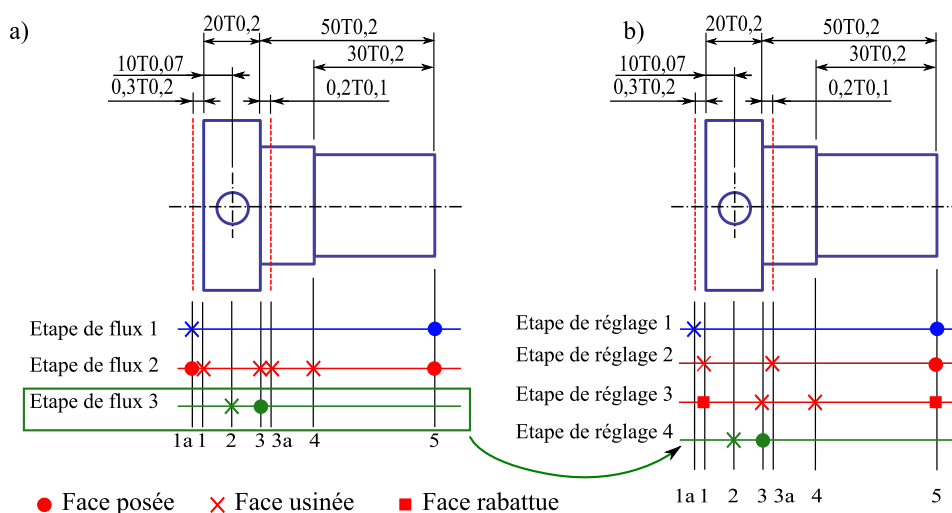 a)
20T0,2
50T0,2
30T0,2
10T0,07
0,3T0,2
0,2T0,1
Etape de flux 1
Etape de flux 2
Etape de flux 3
1a 1 2 3 3a 4 5
b)
20T0,2
50T0,2
30T0,2
10T0,07
0,3T0,2
0,2T0,1
Etape de réglage 1
Etape de réglage 2
Etape de réglage 3
Etape de réglage 4
1a 1 2 3 3a 4 5
Face posée
Face usinée
Face rabattue